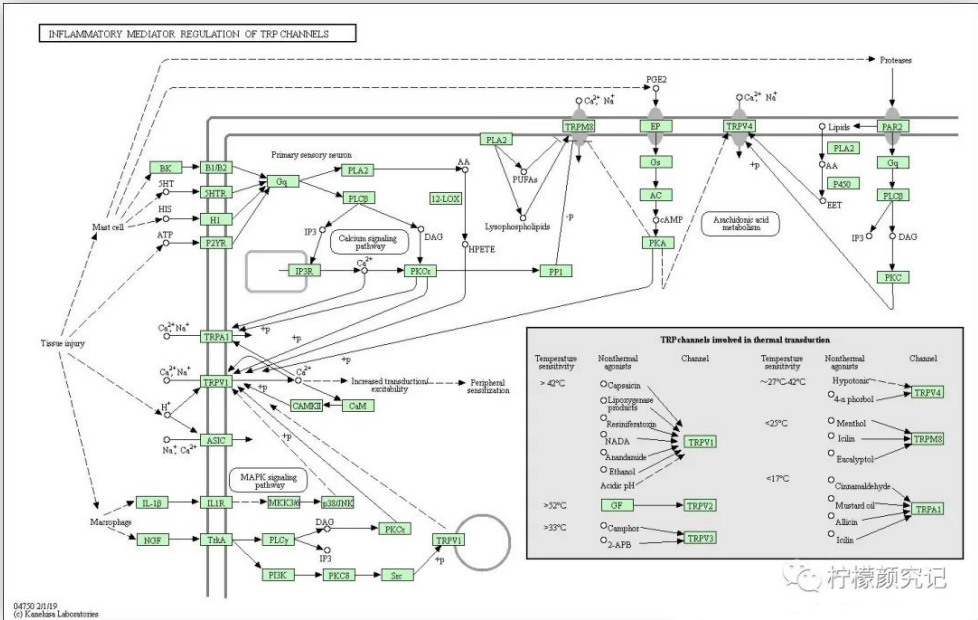 INFLAMMATORY MEDIATOR REGULATION OF TRP CHANNELS
Proteases
PGE2
Ca2+, Na+
Ca2+, Na+
TRPM8
EP
TRPV4
Lipids
PAR2
PLA2
Primary sensory neuron
+p
PLA2
BK
B1/B2
PLA2
AA
Gs
AA
Gq
5HT
Gq
PUFAs
P450
5HTR
PLCβ
12-LOX
AC
PLCβ
HIS
H1
-p
cAMP
EET
Mast cell
Lysophospholipids
Arachidonic acid
metabolism
ATP
P2YR
IP3
Calcium signaling
pathway
DAG
HPETE
PKA
IP3
DAG
IP3R
Ca2+
PKCε
PP1
PKC
Ca2+, Na+
TRPA1
+p
+p
Tissue injury
+p
Ca2+, Na+
TRPV1
Ca2+
+p
Increased transduction/
excitability
Peripheral
sensitization
H+
CAMKII
CaM
ASIC
+p
Na+, Ca2+
MAPK signaling
pathway
IL-1β
IL1R
MKK3/6
p38/JNK
Macrophage
DAG
PKCε
NGF
TrkA
PLCγ
TRPV1
IP3
+p
PI3K
PKCδ
Src
TRP channels involved in thermal transduction
Temperature
sensitivity
Nonthermal
agonists
Channel
> 42°C
Capsaicin
Lipoxygenase
products
Resiniferatoxin
NADA
TRPV1
Anandamide
Ethanol
Acidic pH
>52°C
GF
TRPV2
>33°C
Camphor
TRPV3
2-APB
Temperature
sensitivity
Nonthermal
agonists
Channel
~27°C-42°C
Hypotonic
TRPV4
4-α phorbol
<25°C
Menthol
Icilin
TRPM8
Eucalyptol
<17°C
Cinnamaldehyde
Mustard oil
TRPA1
Allicin
Icilin
柠檬颜究记
04750 2/1/19
(c) Kanehisa Laboratories